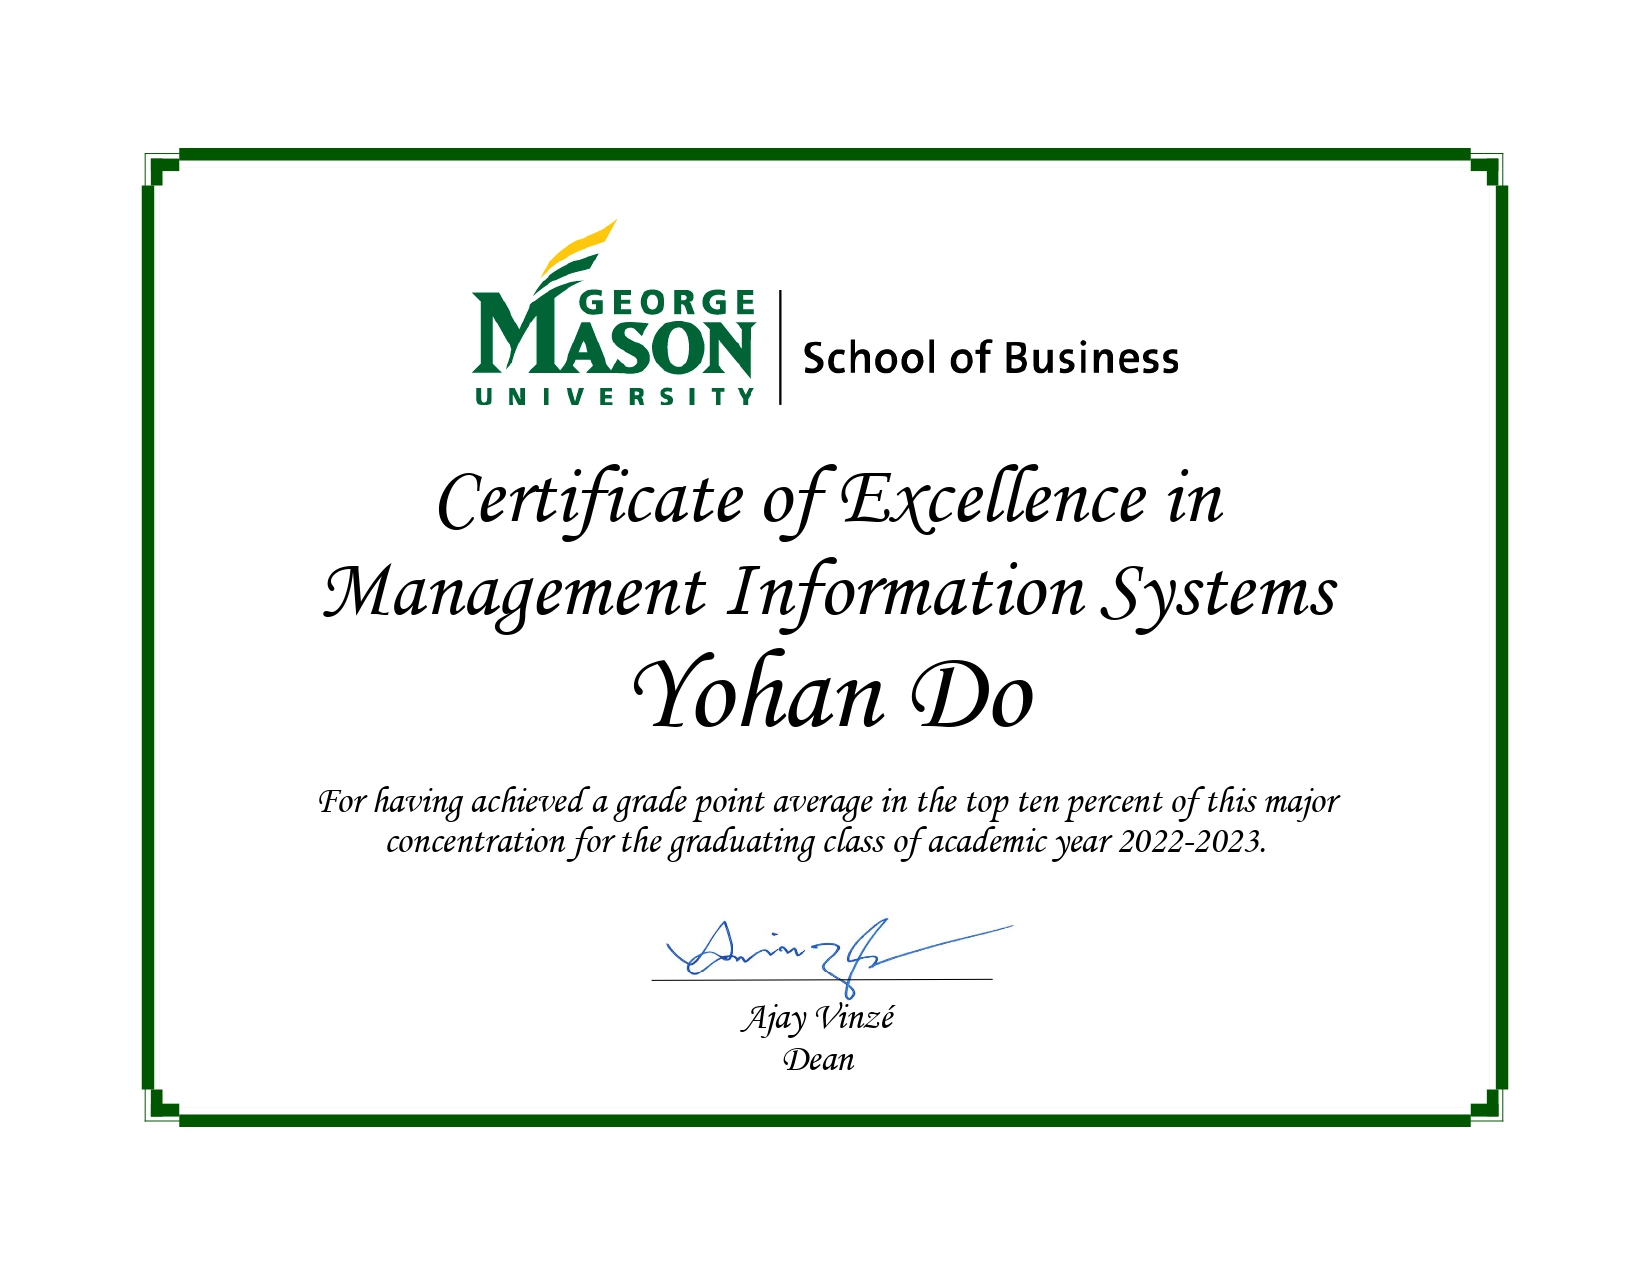 GEORGE
MASON
UNIVERSITY
School of Business
Certificate of Excellence in
Management Information Systems
Yohan Do
For having achieved a grade point average in the top ten percent of this major
concentration for the graduating class of academic year 2022-2023.
Ajay Vinzé
Dean